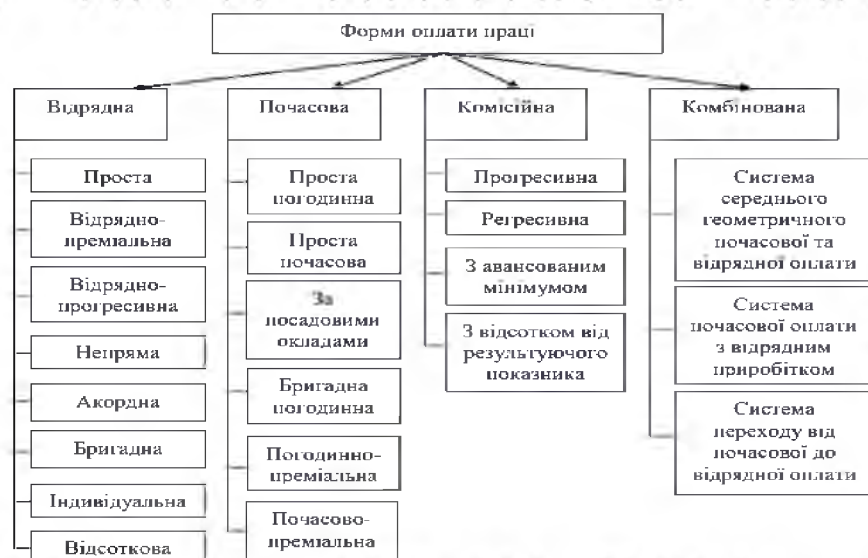 Форми оплати праці
Відрядна
Проста
Відрядно-
преміальна
Відрядно-
прогресивна
Непряма
Акордна
Бригадна
Індивідуальна
Відсоткова
Почасова
Проста
погодинна
Проста
почасова
За
посадовими
окладами
Бригадна
погодинна
Погодинно-
преміальна
Почасово-
преміальна
Комісійна
Прогресивна
Регресивна
З авансованим
мінімумом
З відсотком від
результуючого
показника
Комбінована
Система
середнього
геометричного
почасової та
відрядної оплати
Система
почасової оплати
з відрядним
приробітком
Система
переходу від
почасової до
відрядної оплати